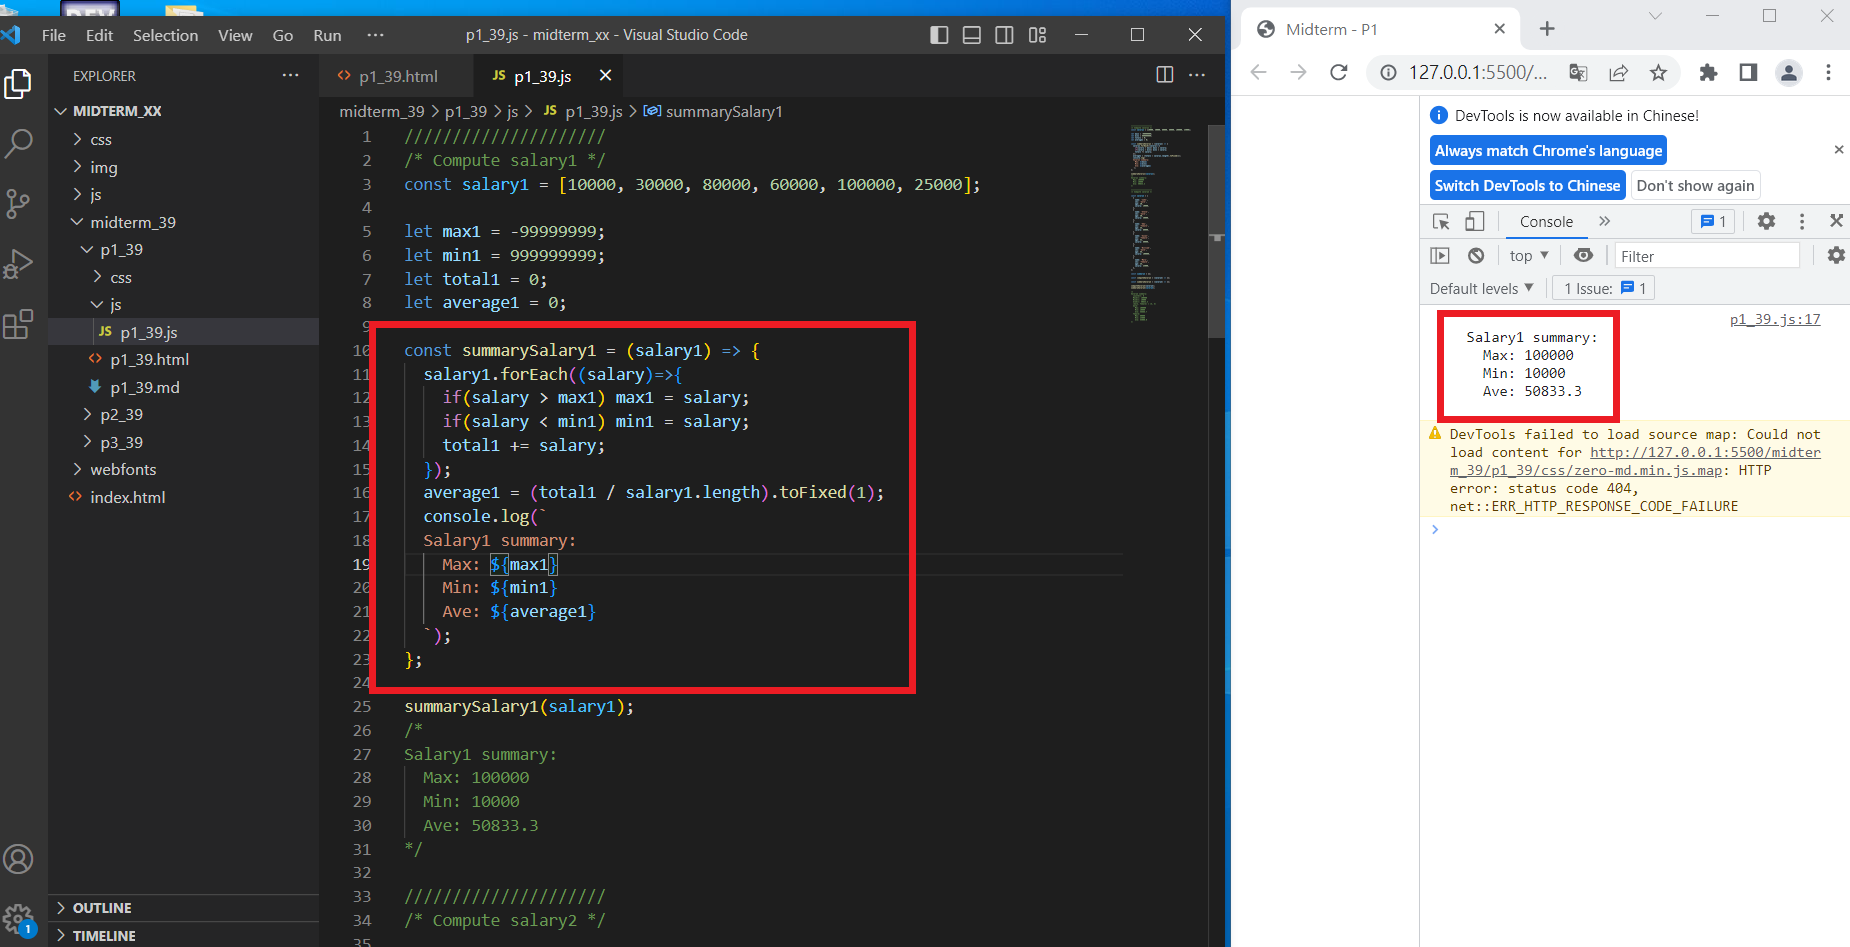 File Edit Selection View Go Run ···
p1_39.js - midterm_xx - Visual Studio Code
EXPLORER ···
MIDTERM_XX
css
img
js
midterm_39
p1_39
css
js
JS p1_39.js
p1_39.html
p1_39.md
p2_39
p3_39
webfonts
index.html
OUTLINE
TIMELINE
1
p1_39.html
JS p1_39.js
midterm_39 > p1_39 > js > JS p1_39.js > summarySalary1
1 /////////////////////
2 /* Compute salary1 */
3 const salary1 = [10000, 30000, 80000, 60000, 100000, 25000];
4
5 let max1 = -99999999;
6 let min1 = 999999999;
7 let total1 = 0;
8 let average1 = 0;
9
10 const summarySalary1 = (salary1) => {
11 salary1.forEach((salary)=>{
12 if(salary > max1) max1 = salary;
13 if(salary < min1) min1 = salary;
14 total1 += salary;
15 });
16 average1 = (total1 / salary1.length).toFixed(1);
17 console.log(`
18 Salary1 summary:
19 Max: ${max1}
20 Min: ${min1}
21 Ave: ${average1}
22 `);
23 };
24
25 summarySalary1(salary1);
26 /*
27 Salary1 summary:
28 Max: 100000
29 Min: 10000
30 Ave: 50833.3
31 */
32
33 /////////////////////
34 /* Compute salary2 */
35
Midterm - P1
127.0.0.1:5500/...
DevTools is now available in Chinese!
Always match Chrome's language
Switch DevTools to Chinese
Don't show again
Console
1
top
Filter
Default levels
1 Issue: 1
p1_39.js:17
Salary1 summary:
Max: 100000
Min: 10000
Ave: 50833.3
DevTools failed to load source map: Could not
load content for http://127.0.0.1:5500/midter
m_39/p1_39/css/zero-md.min.js.map: HTTP
error: status code 404,
net::ERR_HTTP_RESPONSE_CODE_FAILURE